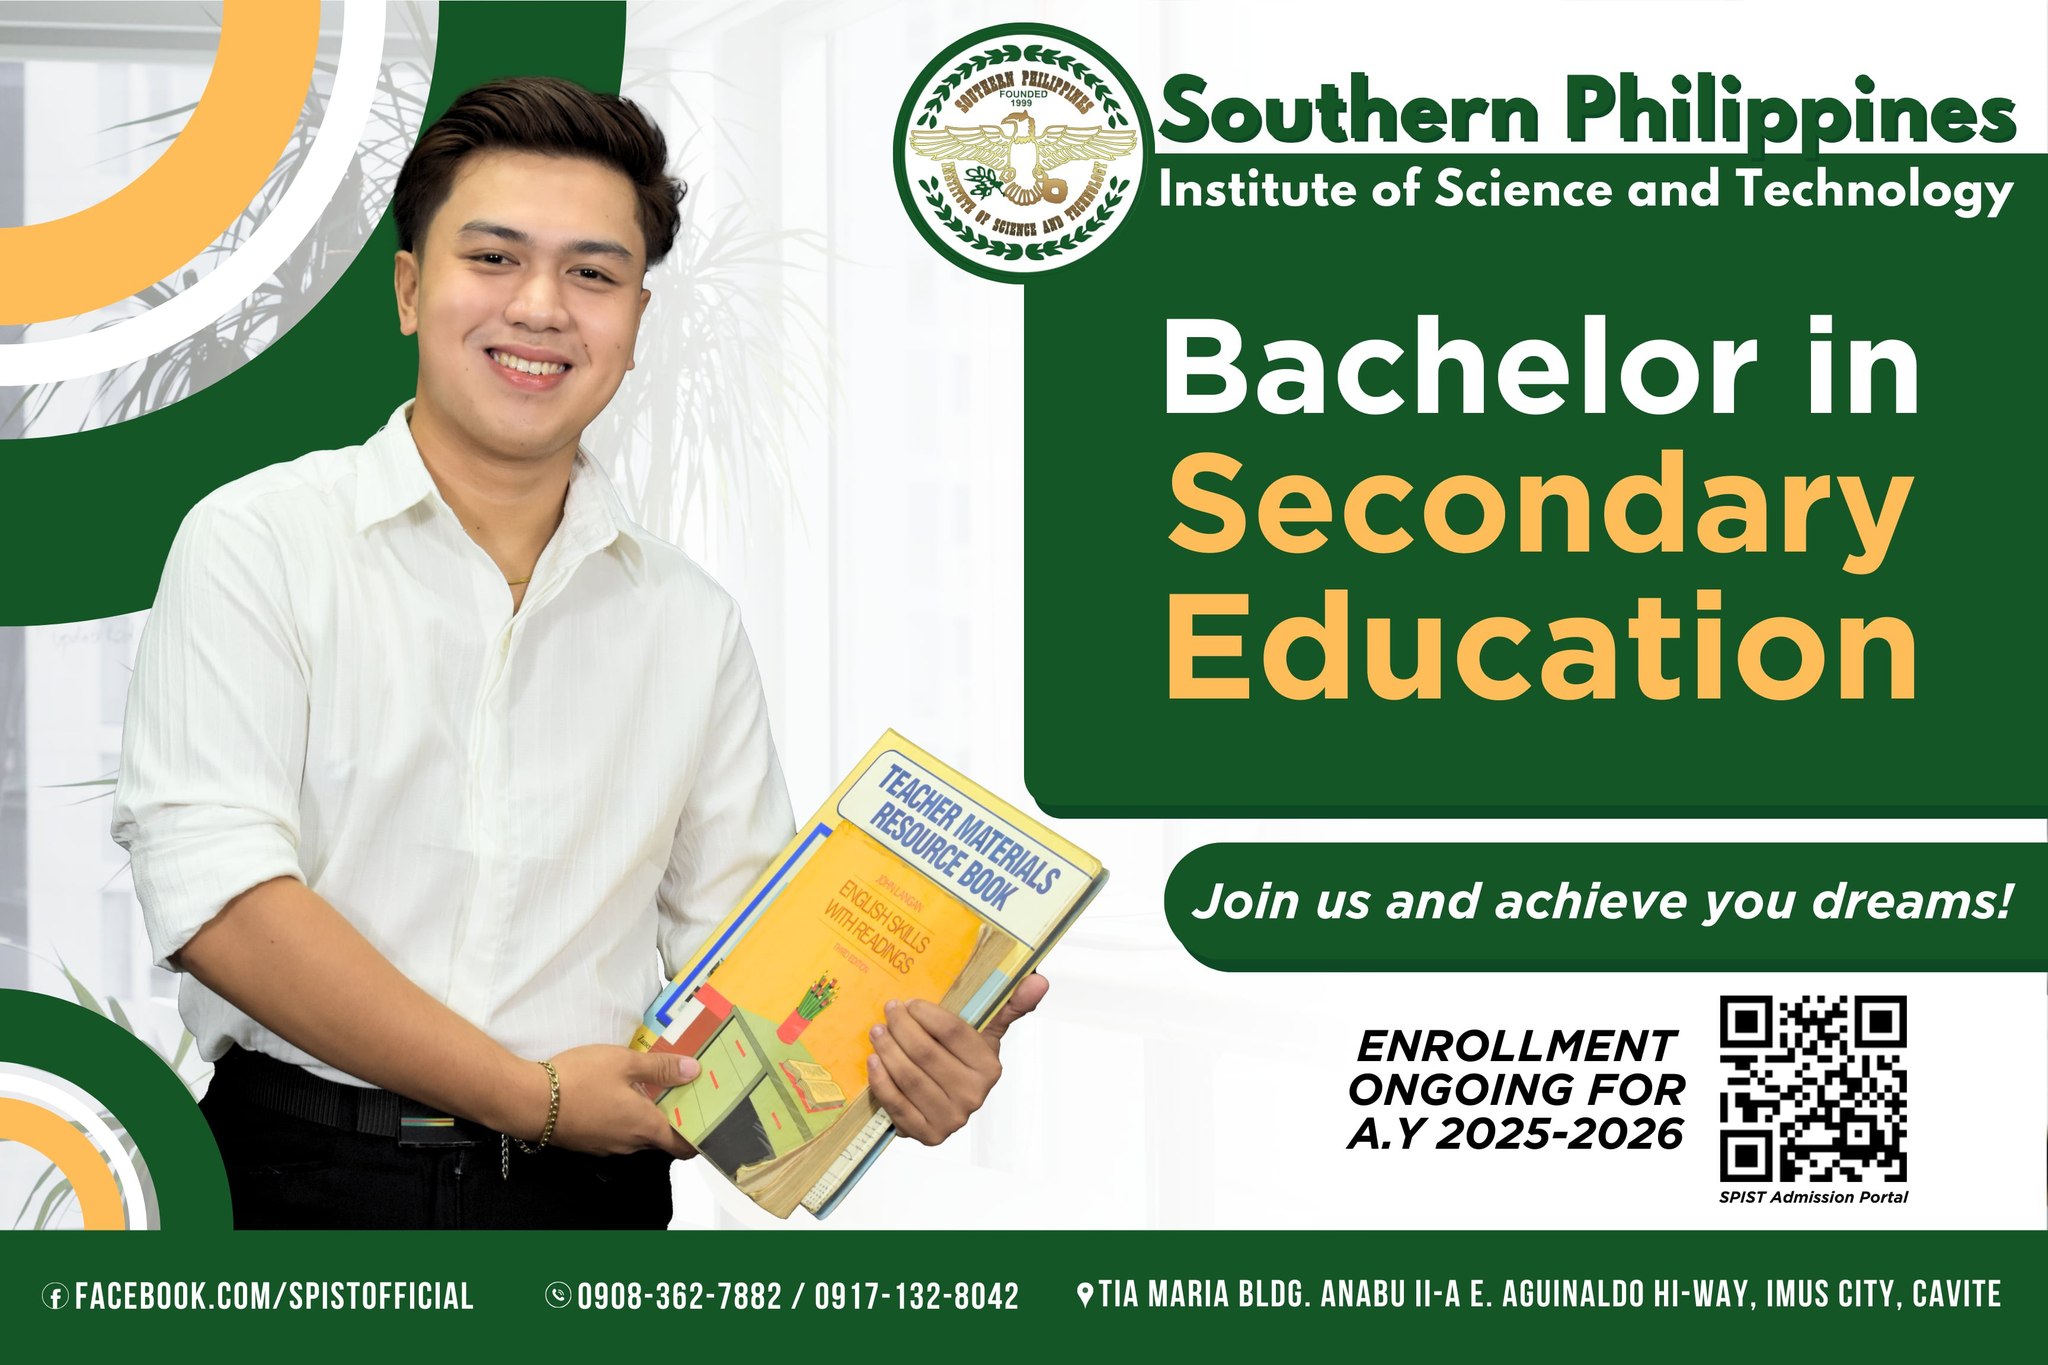 SOUTHERN PHILIPPINES
FOUNDED
1999
INSTITUTE OF SCIENCE AND TECHNOLOGY
Southern Philippines
Institute of Science and Technology
Bachelor in
Secondary
Education
TEACHER MATERIALS
RESOURCE BOOK
JOHN LANGAN
ENGLISH SKILLS
WITH READINGS
THIRD EDITION
Join us and achieve you dreams!
ENROLLMENT
ONGOING FOR
A.Y 2025-2026
SPIST Admission Portal
FACEBOOK.COM/SPISTOFFICIAL
0908-362-7882 / 0917-132-8042
TIA MARIA BLDG. ANABU II-A E. AGUINALDO HI-WAY, IMUS CITY, CAVITE